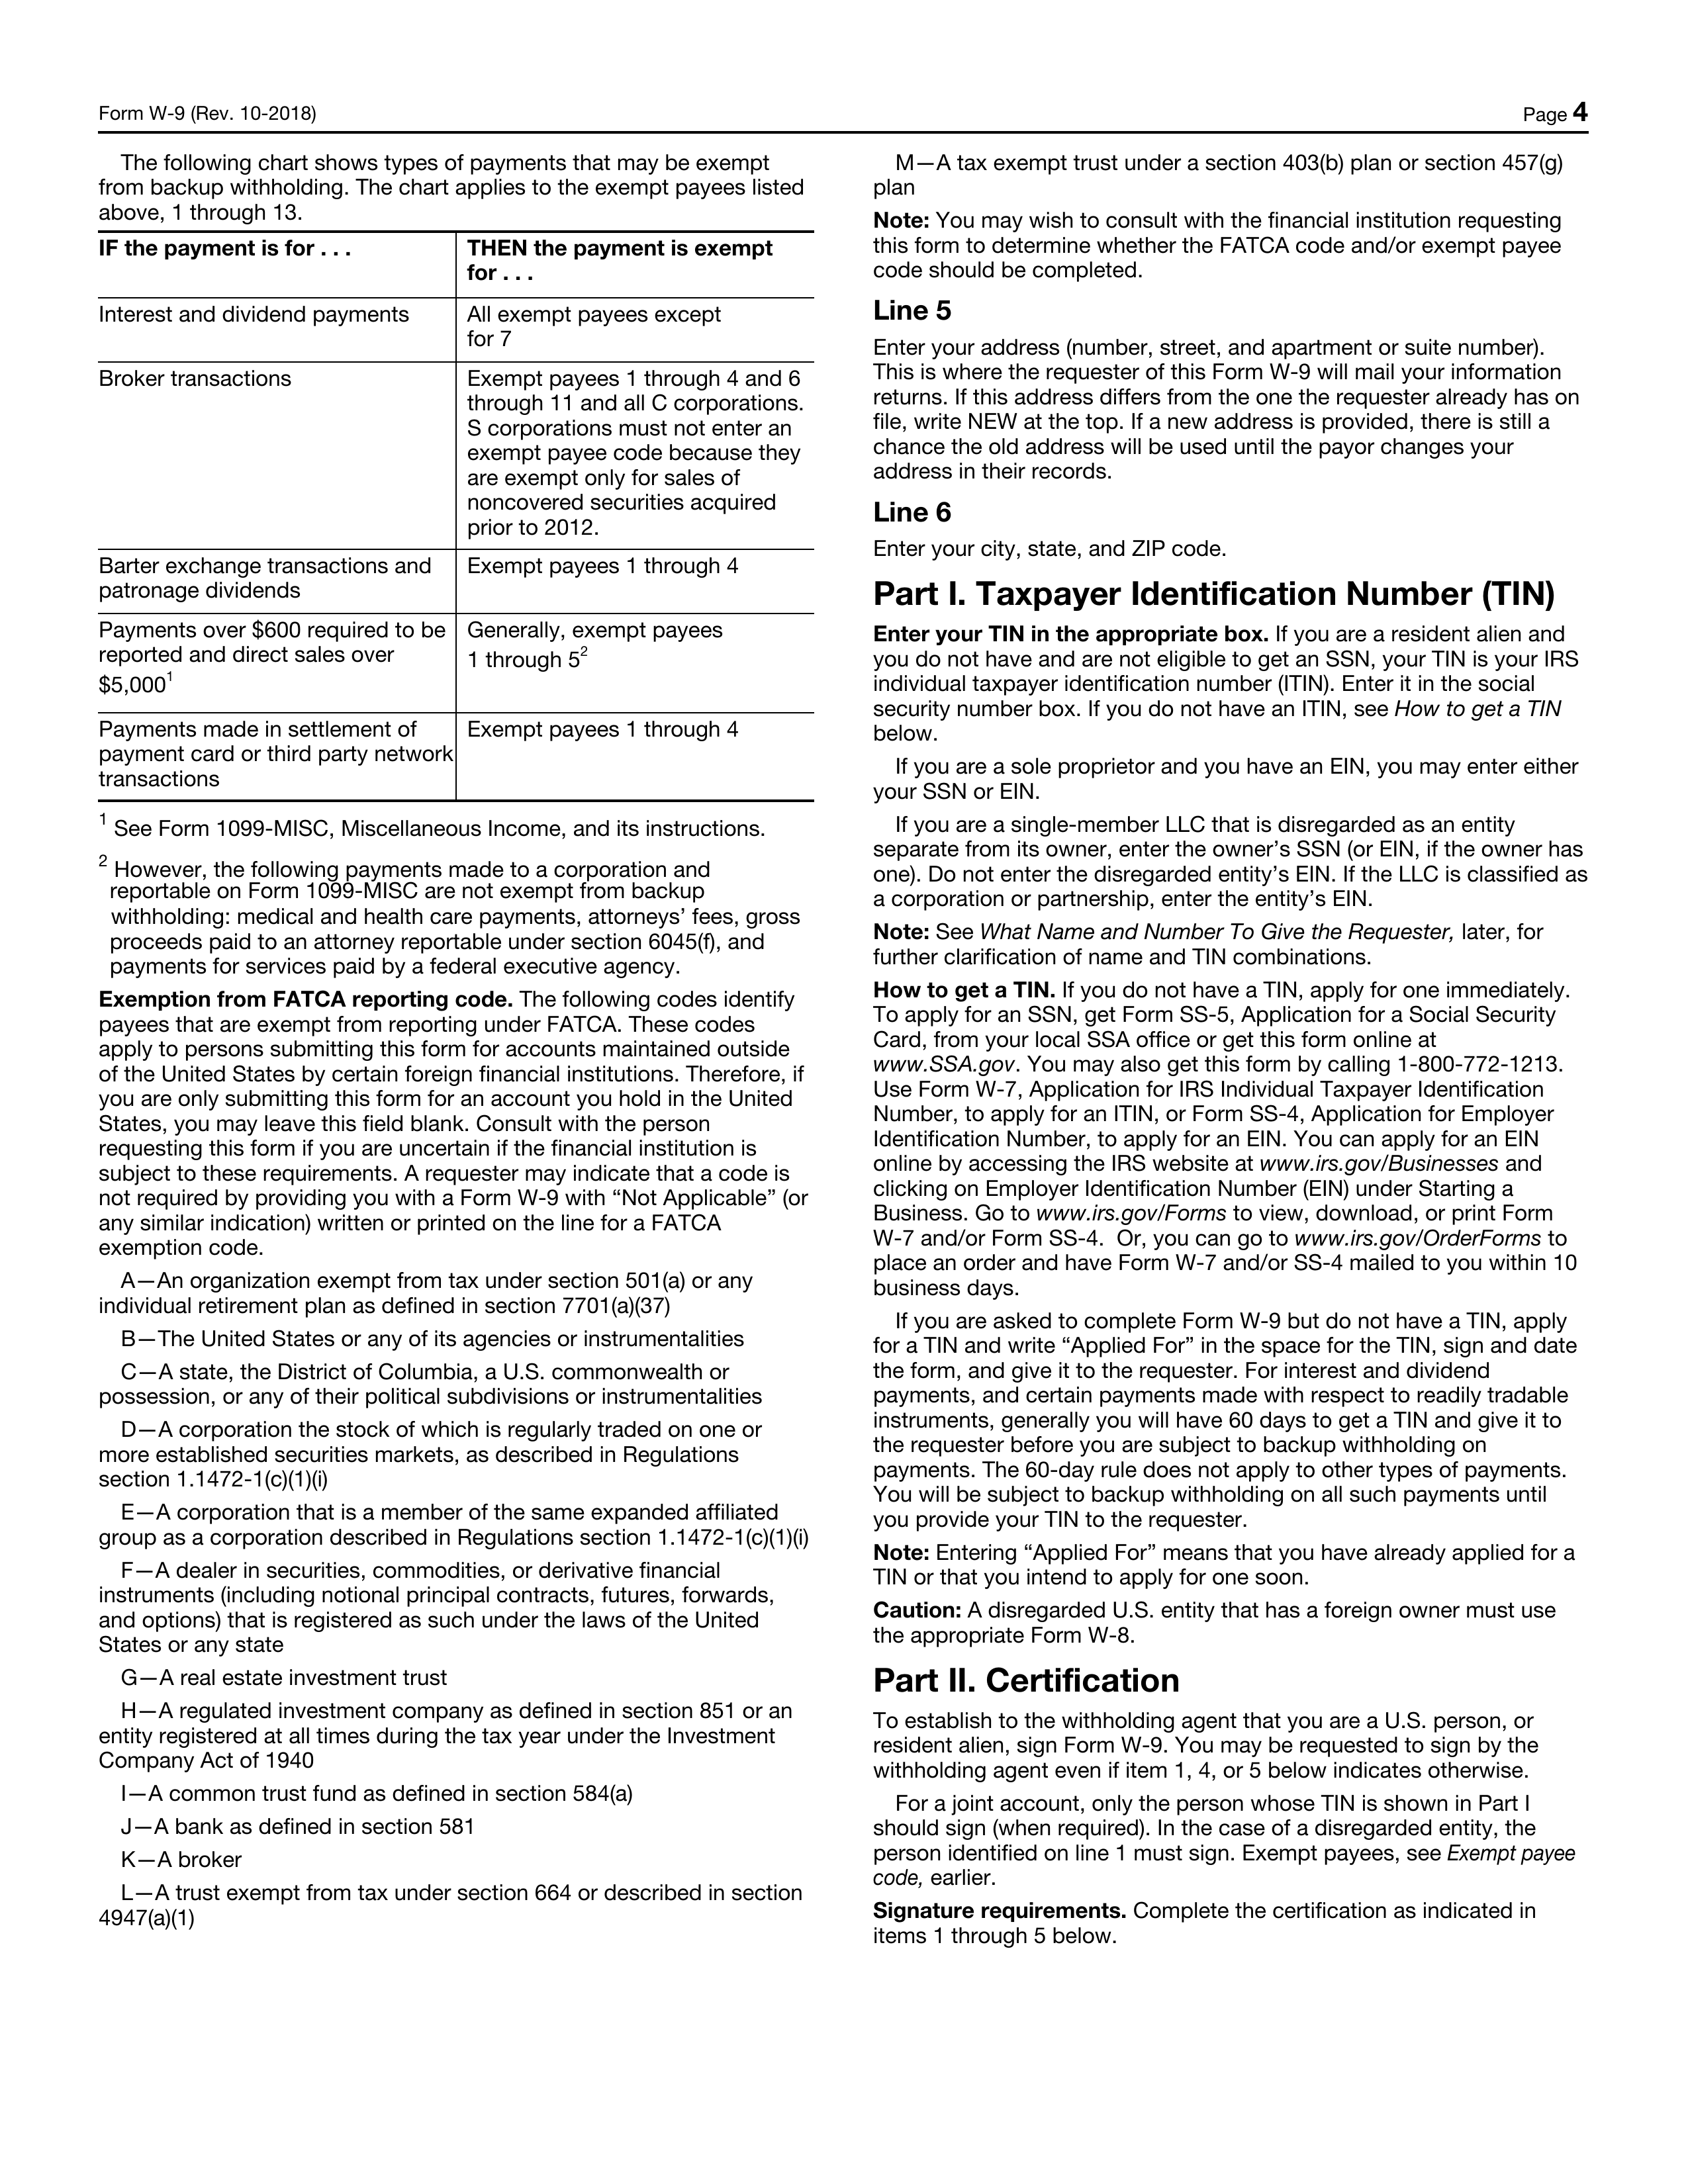 Form W-9 (Rev. 10-2018)
Page 4
The following chart shows types of payments that may be exempt
from backup withholding. The chart applies to the exempt payees listed
above, 1 through 13.
IF the payment is for . . .
THEN the payment is exempt
for . . .
Interest and dividend payments
All exempt payees except
for 7
Broker transactions
Exempt payees 1 through 4 and 6
through 11 and all C corporations.
S corporations must not enter an
exempt payee code because they
are exempt only for sales of
noncovered securities acquired
prior to 2012.
Barter exchange transactions and
patronage dividends
Exempt payees 1 through 4
Payments over $600 required to be
reported and direct sales over
$5,000¹
Generally, exempt payees
1 through 5²
Payments made in settlement of
payment card or third party network
transactions
Exempt payees 1 through 4
¹ See Form 1099-MISC, Miscellaneous Income, and its instructions.
² However, the following payments made to a corporation and
reportable on Form 1099-MISC are not exempt from backup
withholding: medical and health care payments, attorneys’ fees, gross
proceeds paid to an attorney reportable under section 6045(f), and
payments for services paid by a federal executive agency.
Exemption from FATCA reporting code. The following codes identify
payees that are exempt from reporting under FATCA. These codes
apply to persons submitting this form for accounts maintained outside
of the United States by certain foreign financial institutions. Therefore, if
you are only submitting this form for an account you hold in the United
States, you may leave this field blank. Consult with the person
requesting this form if you are uncertain if the financial institution is
subject to these requirements. A requester may indicate that a code is
not required by providing you with a Form W-9 with “Not Applicable” (or
any similar indication) written or printed on the line for a FATCA
exemption code.
A—An organization exempt from tax under section 501(a) or any
individual retirement plan as defined in section 7701(a)(37)
B—The United States or any of its agencies or instrumentalities
C—A state, the District of Columbia, a U.S. commonwealth or
possession, or any of their political subdivisions or instrumentalities
D—A corporation the stock of which is regularly traded on one or
more established securities markets, as described in Regulations
section 1.1472-1(c)(1)(i)
E—A corporation that is a member of the same expanded affiliated
group as a corporation described in Regulations section 1.1472-1(c)(1)(i)
F—A dealer in securities, commodities, or derivative financial
instruments (including notional principal contracts, futures, forwards,
and options) that is registered as such under the laws of the United
States or any state
G—A real estate investment trust
H—A regulated investment company as defined in section 851 or an
entity registered at all times during the tax year under the Investment
Company Act of 1940
I—A common trust fund as defined in section 584(a)
J—A bank as defined in section 581
K—A broker
L—A trust exempt from tax under section 664 or described in section
4947(a)(1)
M—A tax exempt trust under a section 403(b) plan or section 457(g)
plan
Note: You may wish to consult with the financial institution requesting
this form to determine whether the FATCA code and/or exempt payee
code should be completed.
Line 5
Enter your address (number, street, and apartment or suite number).
This is where the requester of this Form W-9 will mail your information
returns. If this address differs from the one the requester already has on
file, write NEW at the top. If a new address is provided, there is still a
chance the old address will be used until the payor changes your
address in their records.
Line 6
Enter your city, state, and ZIP code.
Part I. Taxpayer Identification Number (TIN)
Enter your TIN in the appropriate box. If you are a resident alien and
you do not have and are not eligible to get an SSN, your TIN is your IRS
individual taxpayer identification number (ITIN). Enter it in the social
security number box. If you do not have an ITIN, see How to get a TIN
below.
If you are a sole proprietor and you have an EIN, you may enter either
your SSN or EIN.
If you are a single-member LLC that is disregarded as an entity
separate from its owner, enter the owner’s SSN (or EIN, if the owner has
one). Do not enter the disregarded entity’s EIN. If the LLC is classified as
a corporation or partnership, enter the entity’s EIN.
Note: See What Name and Number To Give the Requester, later, for
further clarification of name and TIN combinations.
How to get a TIN. If you do not have a TIN, apply for one immediately.
To apply for an SSN, get Form SS-5, Application for a Social Security
Card, from your local SSA office or get this form online at
www.SSA.gov. You may also get this form by calling 1-800-772-1213.
Use Form W-7, Application for IRS Individual Taxpayer Identification
Number, to apply for an ITIN, or Form SS-4, Application for Employer
Identification Number, to apply for an EIN. You can apply for an EIN
online by accessing the IRS website at www.irs.gov/Businesses and
clicking on Employer Identification Number (EIN) under Starting a
Business. Go to www.irs.gov/Forms to view, download, or print Form
W-7 and/or Form SS-4. Or, you can go to www.irs.gov/OrderForms to
place an order and have Form W-7 and/or SS-4 mailed to you within 10
business days.
If you are asked to complete Form W-9 but do not have a TIN, apply
for a TIN and write “Applied For” in the space for the TIN, sign and date
the form, and give it to the requester. For interest and dividend
payments, and certain payments made with respect to readily tradable
instruments, generally you will have 60 days to get a TIN and give it to
the requester before you are subject to backup withholding on
payments. The 60-day rule does not apply to other types of payments.
You will be subject to backup withholding on all such payments until
you provide your TIN to the requester.
Note: Entering “Applied For” means that you have already applied for a
TIN or that you intend to apply for one soon.
Caution: A disregarded U.S. entity that has a foreign owner must use
the appropriate Form W-8.
Part II. Certification
To establish to the withholding agent that you are a U.S. person, or
resident alien, sign Form W-9. You may be requested to sign by the
withholding agent even if item 1, 4, or 5 below indicates otherwise.
For a joint account, only the person whose TIN is shown in Part I
should sign (when required). In the case of a disregarded entity, the
person identified on line 1 must sign. Exempt payees, see Exempt payee
code, earlier.
Signature requirements. Complete the certification as indicated in
items 1 through 5 below.